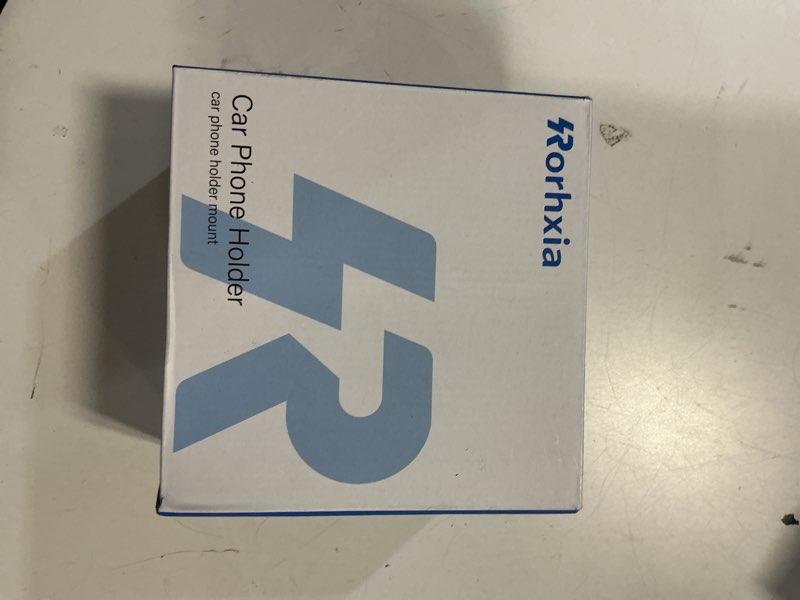 Rorhxia
Car Phone Holder
car phone holder mount